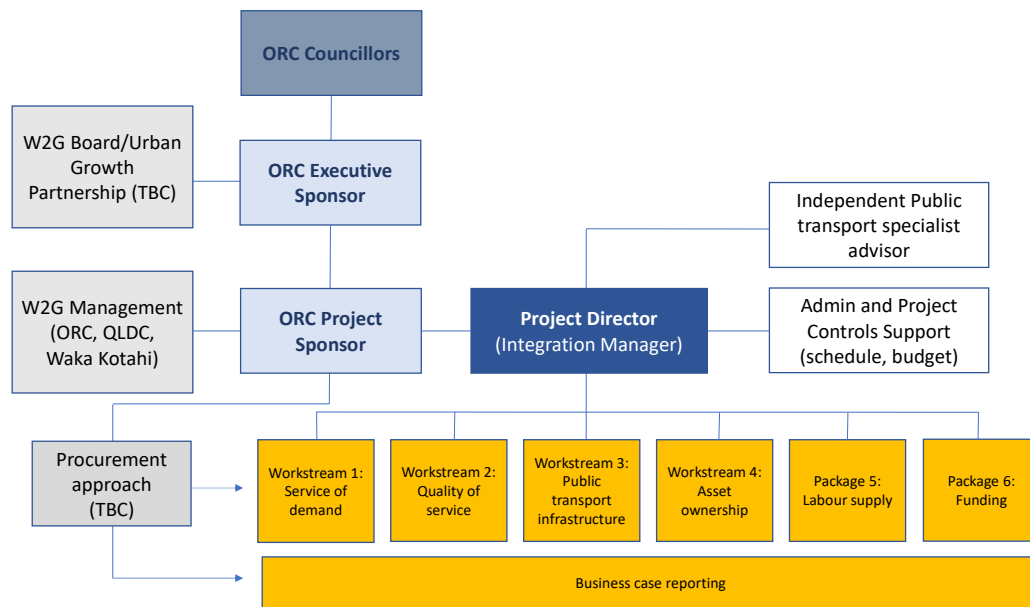 ORC Councillors
W2G Board/Urban
Growth
Partnership (TBC)
ORC Executive
Sponsor
Independent Public
transport specialist
advisor
W2G Management
(ORC, QLDC,
Waka Kotahi)
ORC Project
Sponsor
Project Director
(Integration Manager)
Admin and Project
Controls Support
(schedule, budget)
Procurement
approach
(TBC)
Workstream 1:
Service of
demand
Workstream 2:
Quality of
service
Workstream 3:
Public
transport
infrastructure
Workstream 4:
Asset
ownership
Package 5:
Labour supply
Package 6:
Funding
Business case reporting